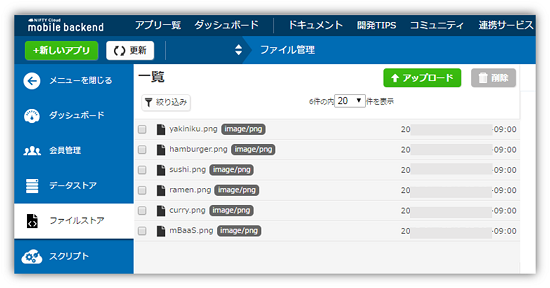 NIFTY Cloud
mobile backend
アプリ一覧 ダッシュボード ドキュメント 開発TIPS コミュニティ 連携サービス
+新しいアプリ 更新 ファイル管理
メニューを閉じる
ダッシュボード
会員管理
データストア
ファイルストア
スクリプト
一覧 アップロード 削除
絞り込み 6件の内 20 件を表示
yakiniku.png image/png 20 -09:00
hamburger.png image/png 20 -09:00
sushi.png image/png 20 -09:00
ramen.png image/png 20 -09:00
curry.png image/png 20 -09:00
mBaaS.png image/png 20 -09:00